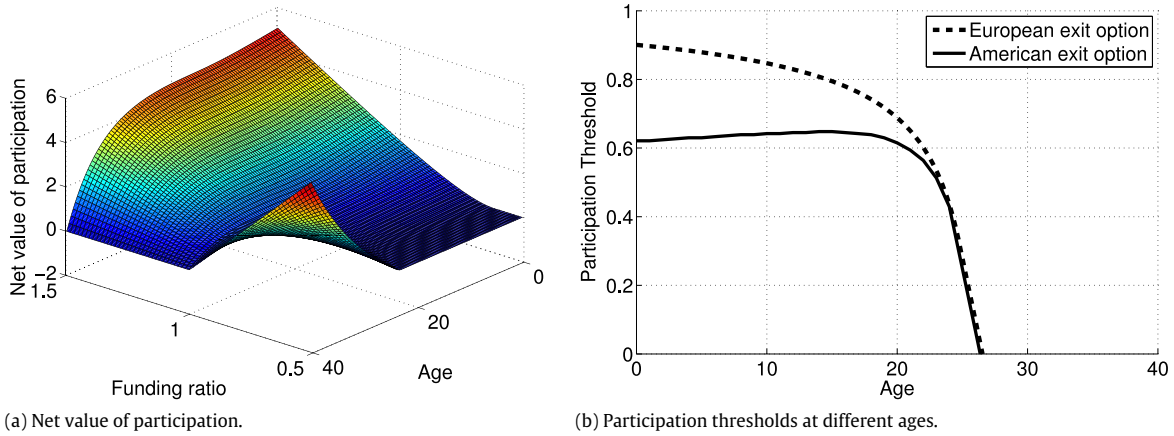 6
4
2
0
−2
1.5
1
0.5
40
20
0
Net value of participation
Funding ratio
Age
(a) Net value of participation.
1
0.8
0.6
0.4
0.2
0
0
10
20
30
40
Participation Threshold
Age
European exit option
American exit option
(b) Participation thresholds at different ages.